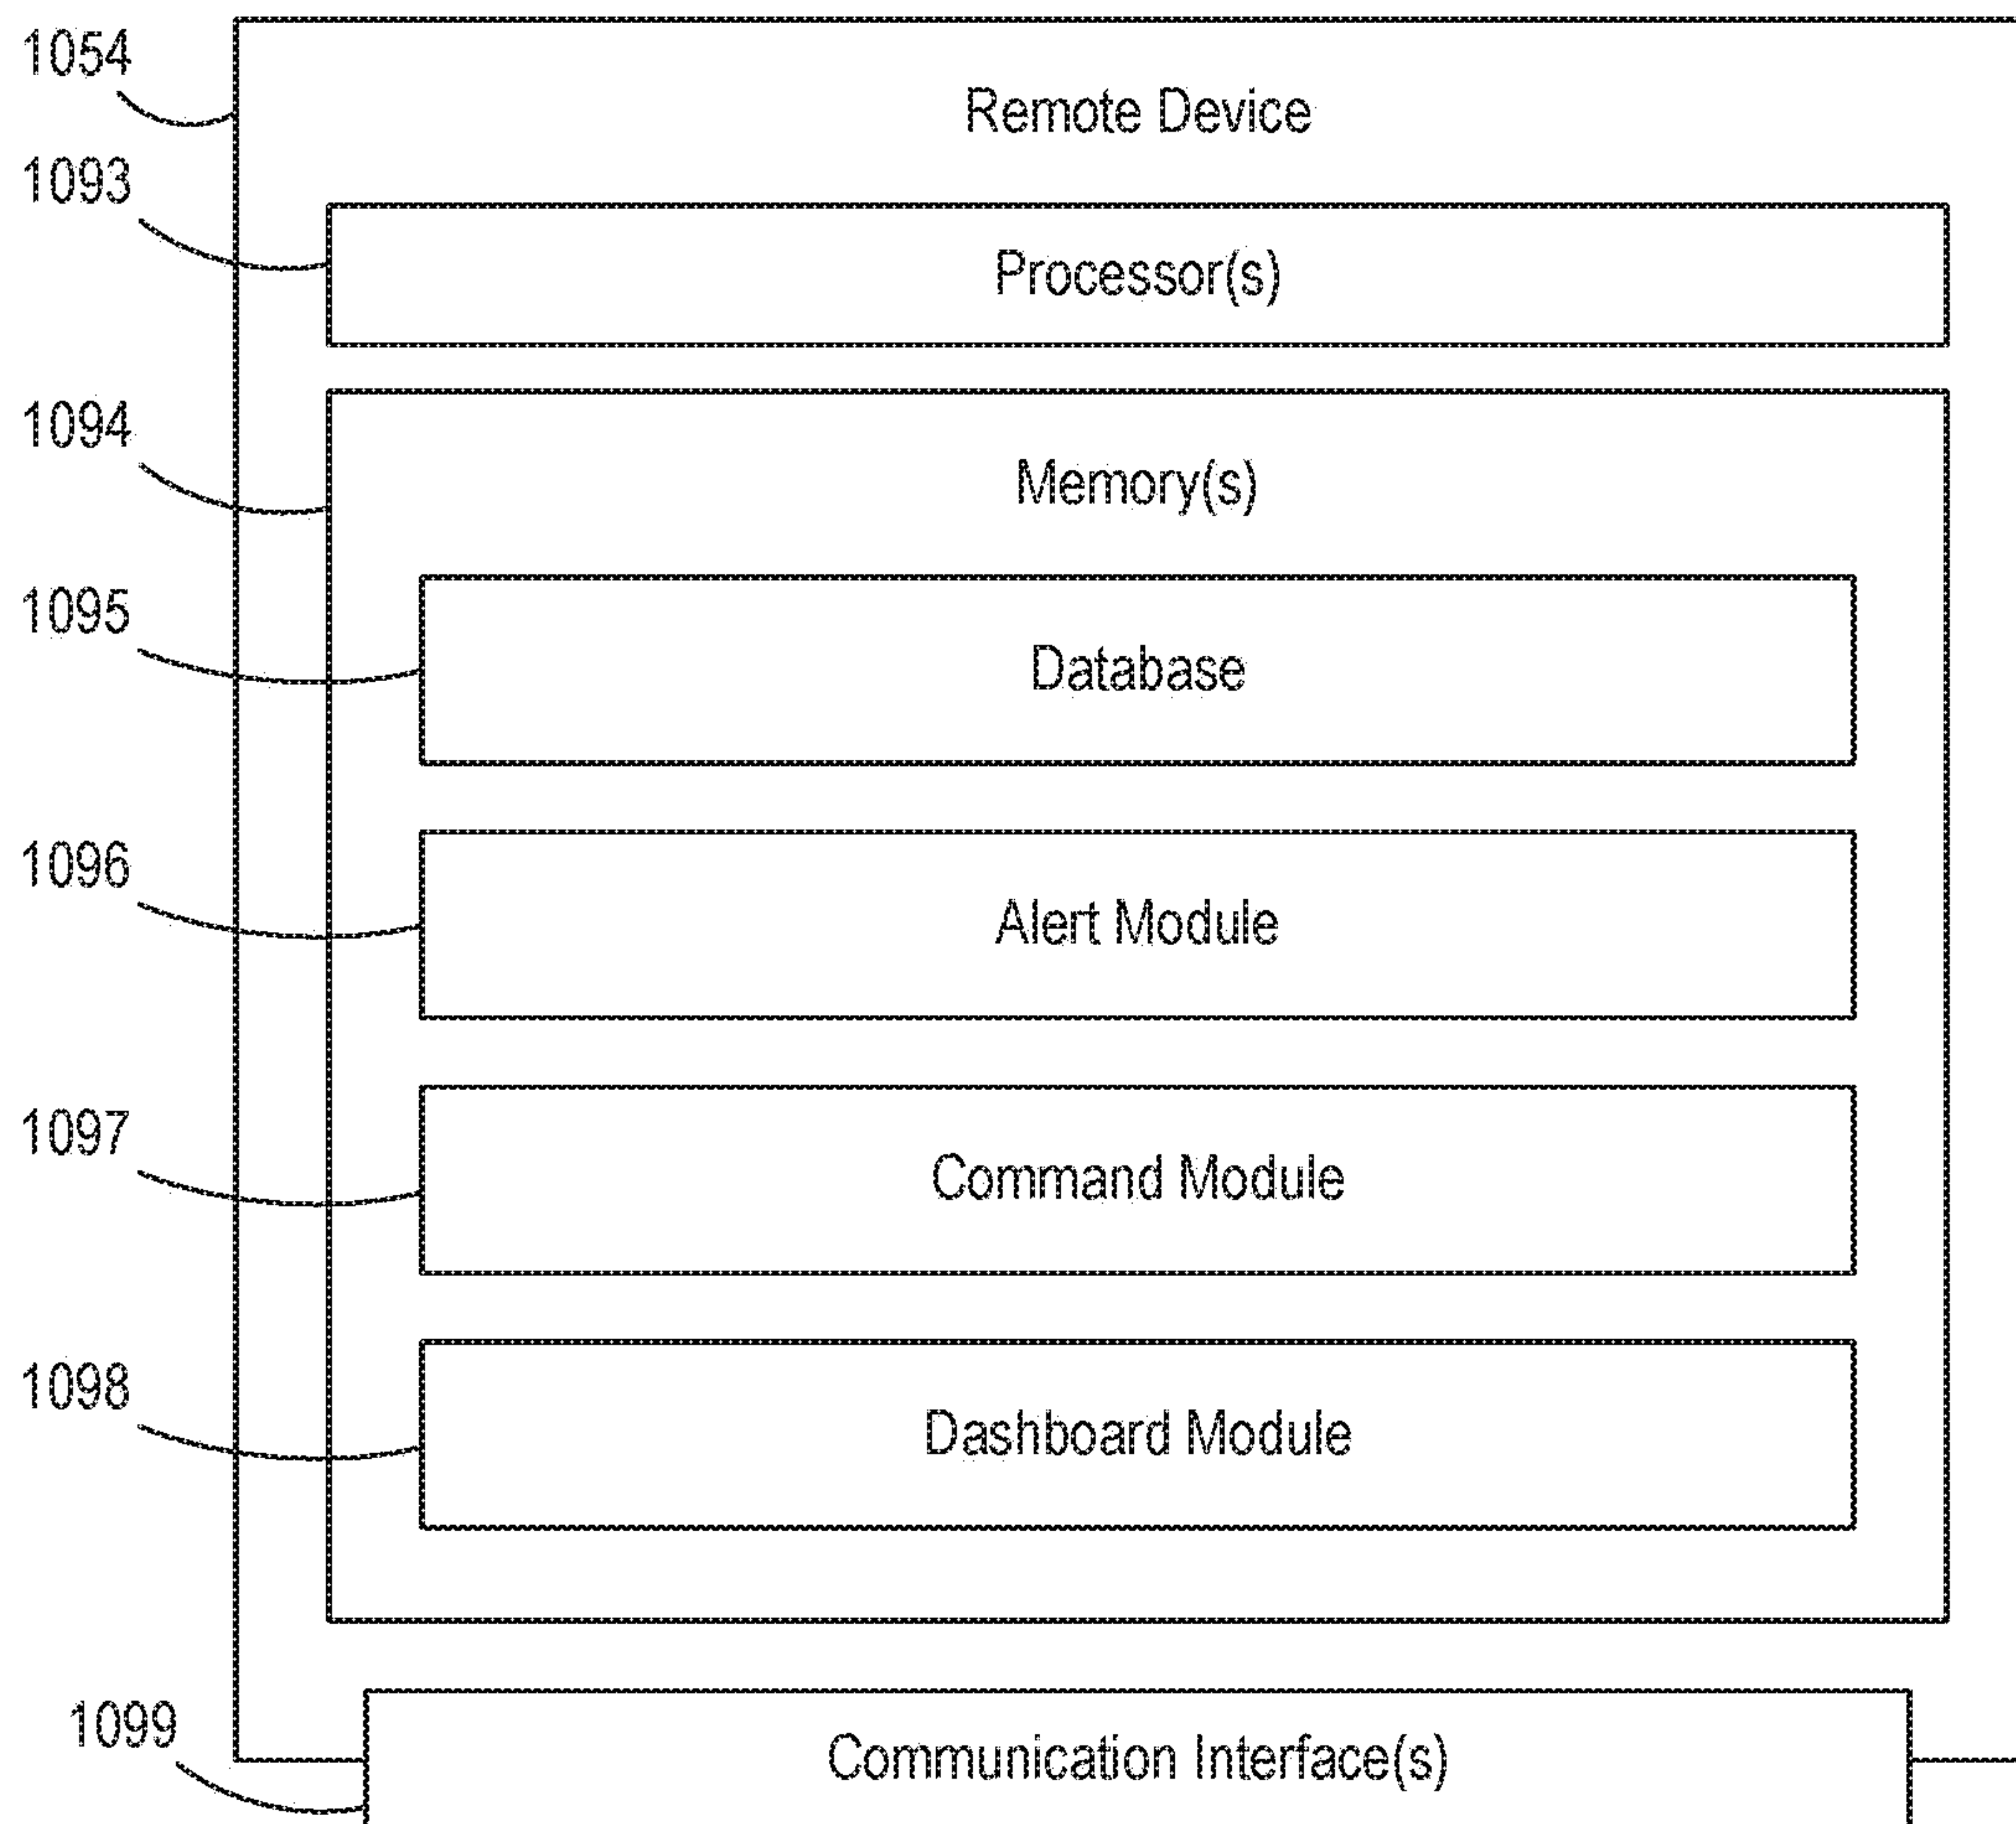 1054
Remote Device
1093
Processor(s)
1094
Memory(s)
1095
Database
1096
Alert Module
1097
Command Module
1098
Dashboard Module
1099
Communication Interface(s)